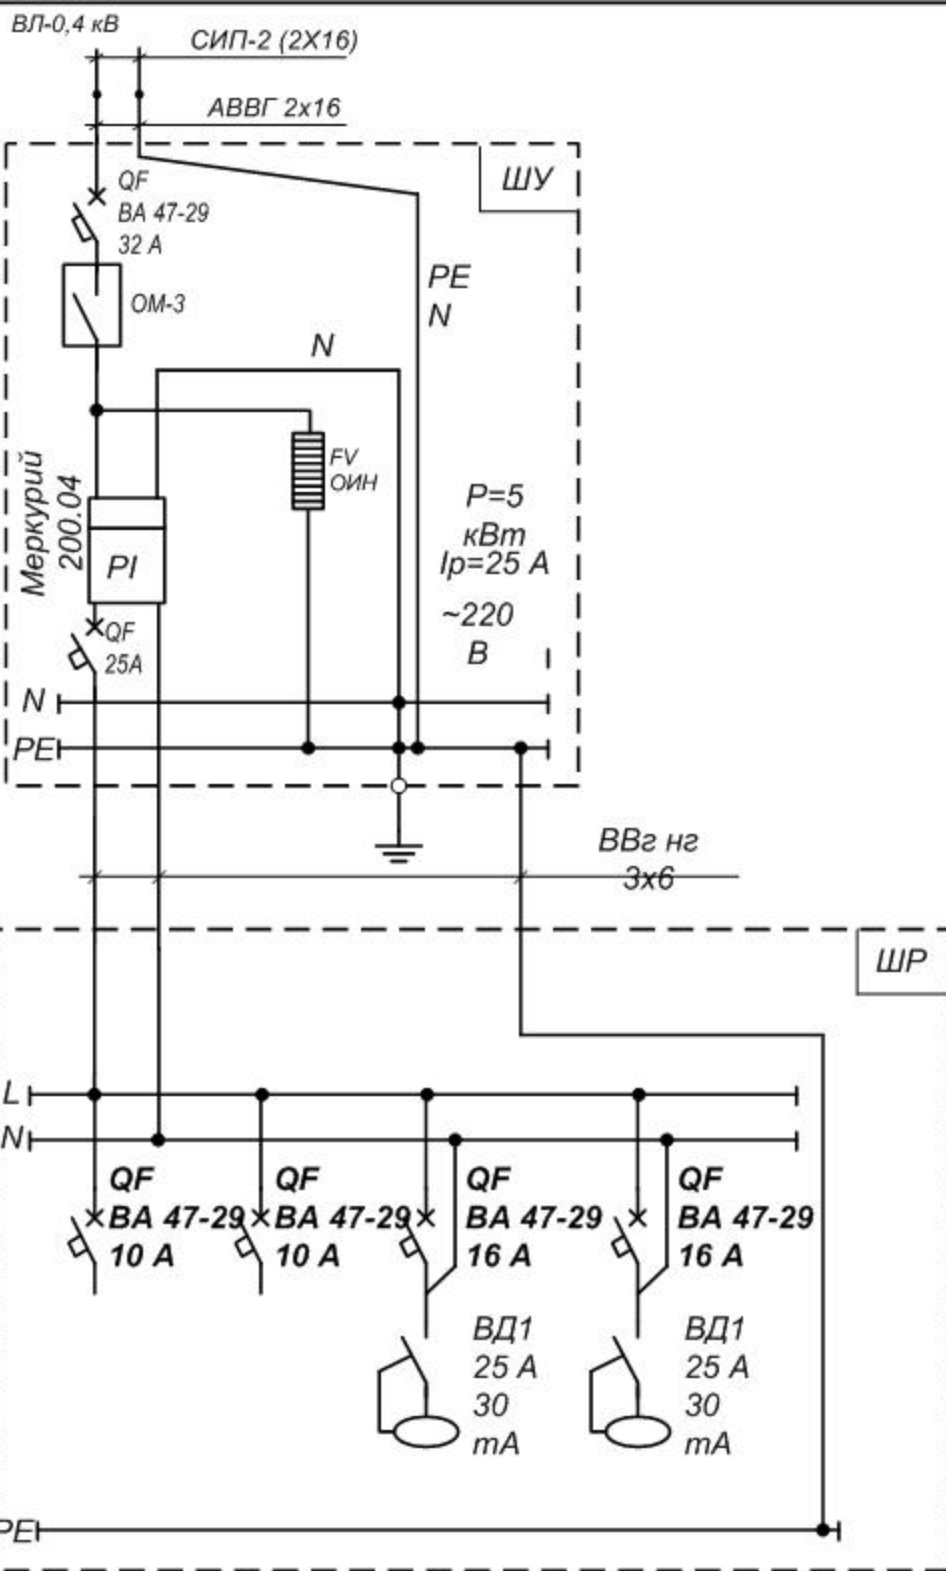 ВЛ-0,4 кВ
СИП-2 (2Х16)
АВВГ 2х16
ШУ
QF
ВА 47-29
32 А
ОМ-3
PE
N
N
FV
ОИН
Меркурий
200.04
PI
P=5
кВт
Ip=25 А
~220
В
QF
25А
N
PE
ВВг нг
3х6
ШР
L
N
QF
ВА 47-29
10 А
QF
ВА 47-29
10 А
QF
ВА 47-29
16 А
QF
ВА 47-29
16 А
ВД1
25 А
30
mA
ВД1
25 А
30
mA
PE